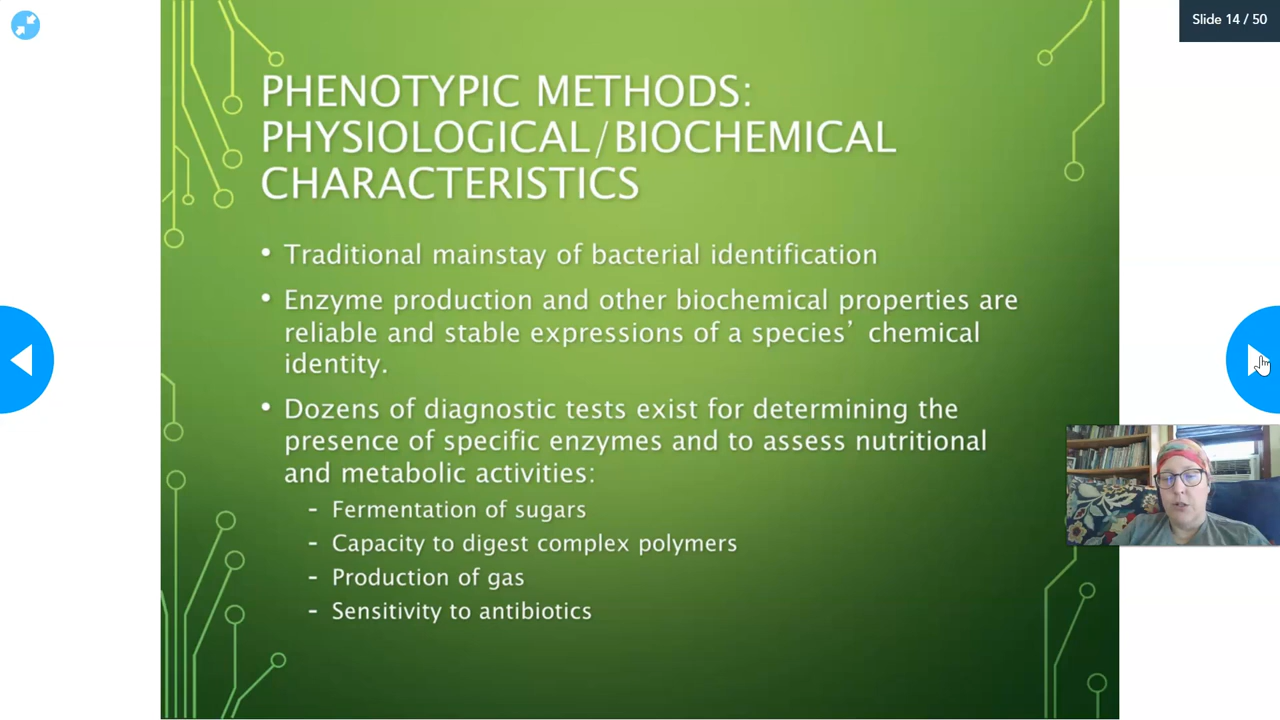 Slide 14 / 50
PHENOTYPIC METHODS:
PHYSIOLOGICAL/BIOCHEMICAL
CHARACTERISTICS
• Traditional mainstay of bacterial identification
• Enzyme production and other biochemical properties are
reliable and stable expressions of a species’ chemical
identity.
• Dozens of diagnostic tests exist for determining the
presence of specific enzymes and to assess nutritional
and metabolic activities:
- Fermentation of sugars
- Capacity to digest complex polymers
- Production of gas
- Sensitivity to antibiotics